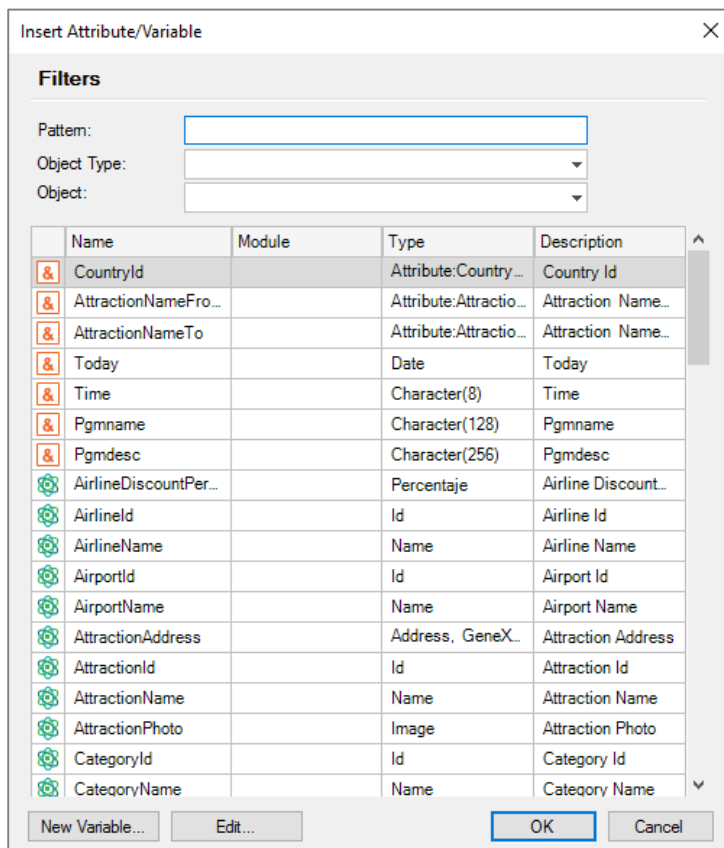 Insert Attribute/Variable
Filters
Pattern:
Object Type:
Object:
Name Module Type Description
& CountryId Attribute:Country... Country Id
& AttractionNameFro... Attribute:Attractio... Attraction Name...
& AttractionNameTo Attribute:Attractio... Attraction Name...
& Today Date Today
& Time Character(8) Time
& Pgmname Character(128) Pgmname
& Pgmdesc Character(256) Pgmdesc
AirlineDiscountPer... Percentaje Airline Discount...
AirlineId Id Airline Id
AirlineName Name Airline Name
AirportId Id Airport Id
AirportName Name Airport Name
AttractionAddress Address, GeneX... Attraction Address
AttractionId Id Attraction Id
AttractionName Name Attraction Name
AttractionPhoto Image Attraction Photo
CategoryId Id Category Id
CategoryName Name Category Name
New Variable... Edit... OK Cancel